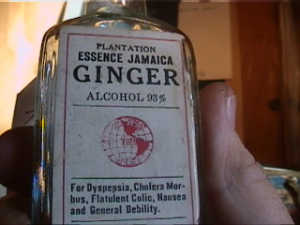 PLANTATION
ESSENCE JAMAICA
GINGER
ALCOHOL 93%
For Dyspepsia, Cholera Mor-
bus, Flatulent Colic, Nausea
and General Debility.